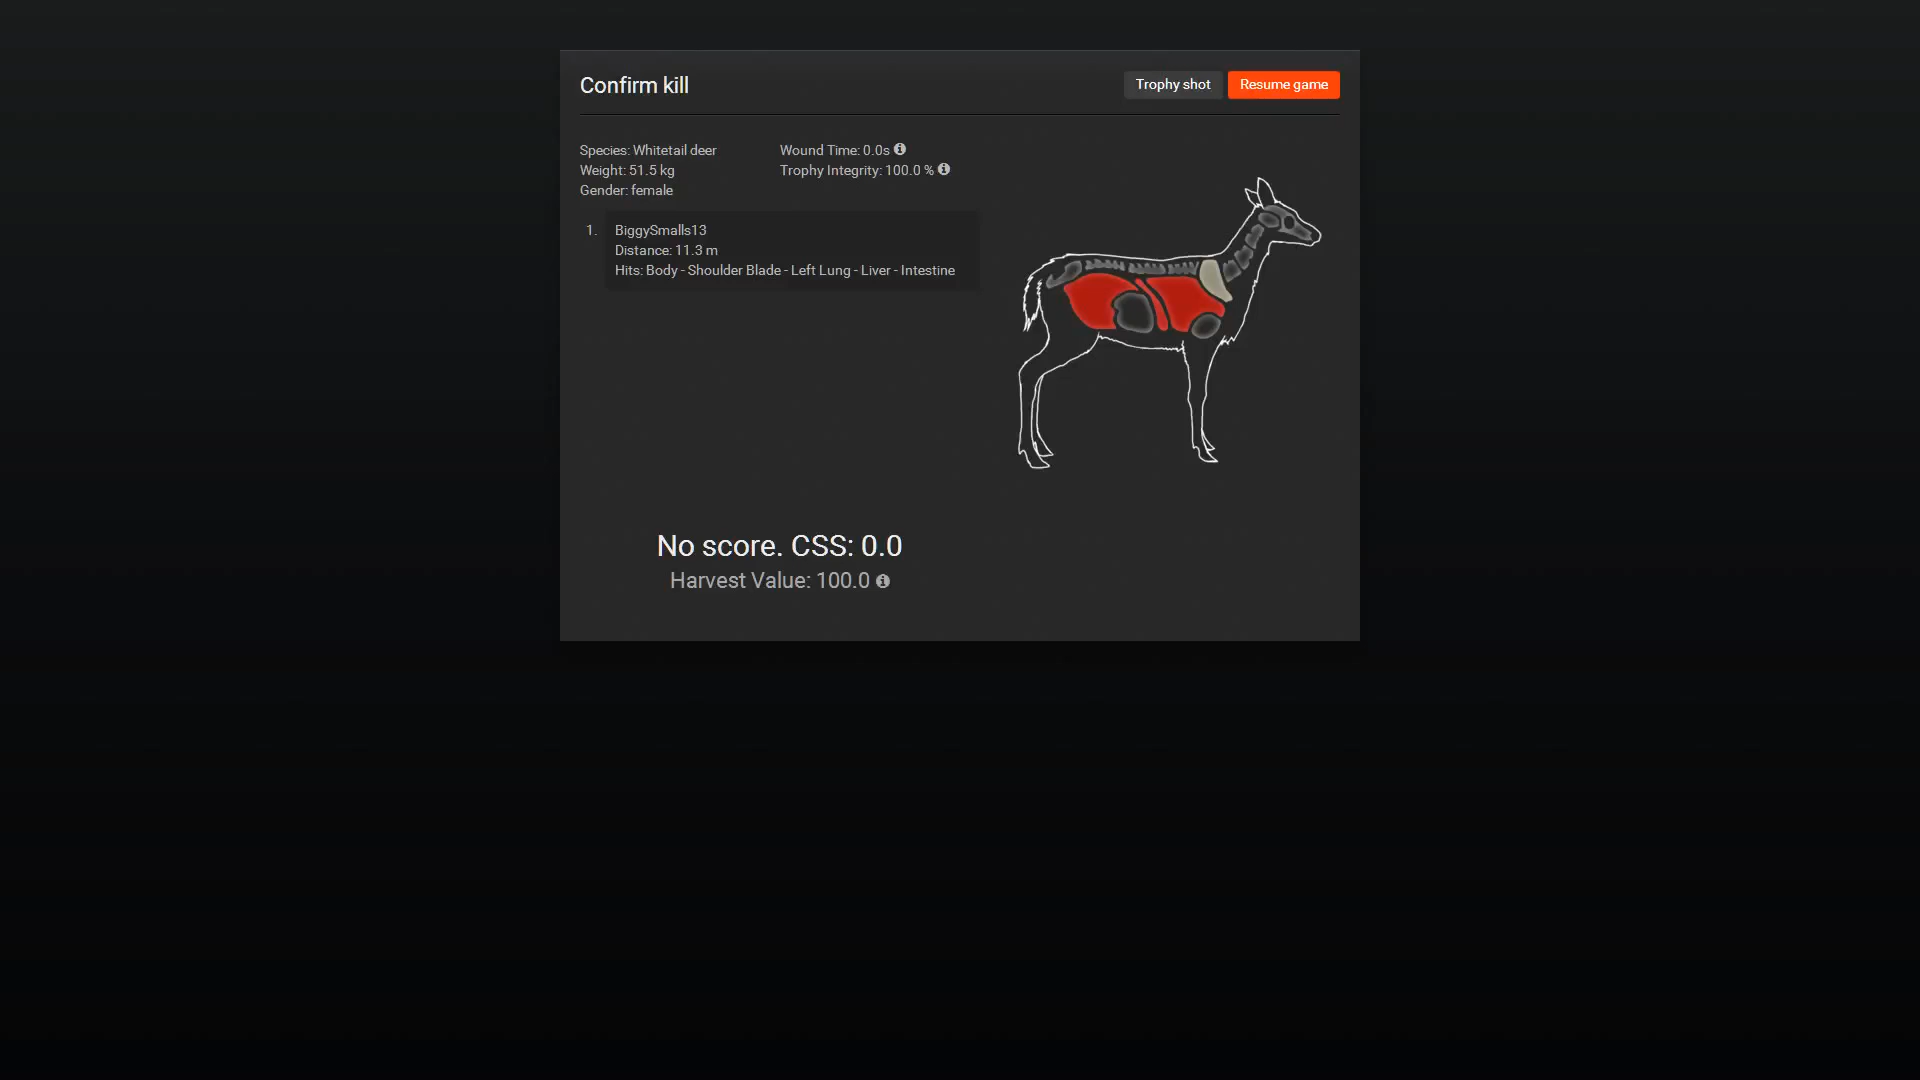 Confirm kill
Trophy shot
Resume game
Species: Whitetail deer
Weight: 51.5 kg
Gender: female
Wound Time: 0.0s
Trophy Integrity: 100.0 %
1.
BiggySmalls13
Distance: 11.3 m
Hits: Body - Shoulder Blade - Left Lung - Liver - Intestine
No score. CSS: 0.0
Harvest Value: 100.0